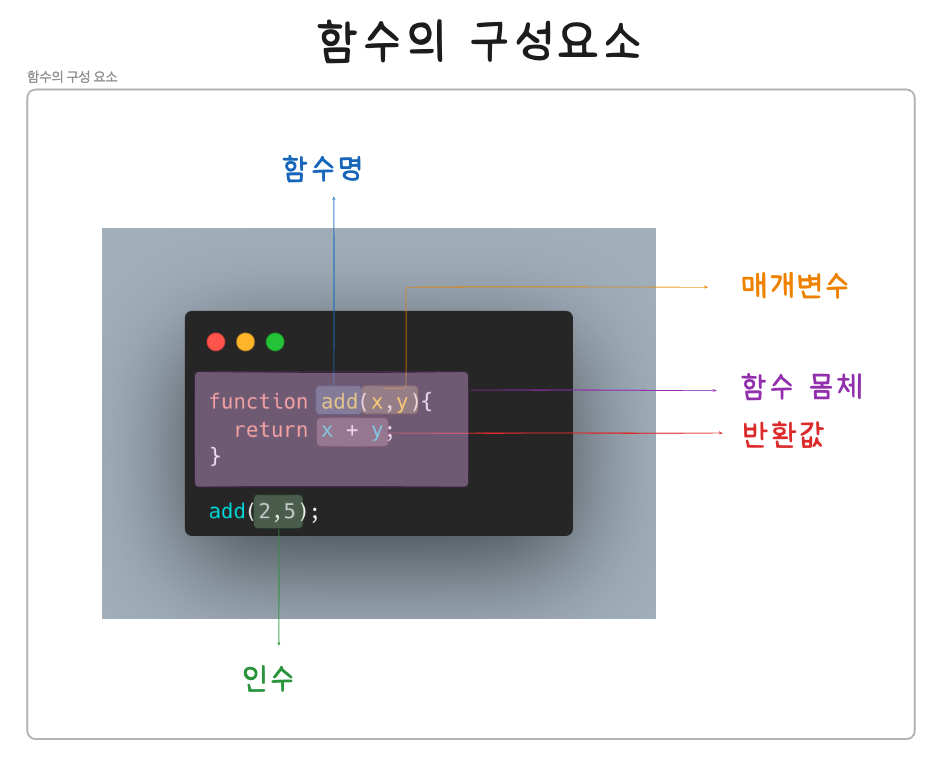 함수의 구성요소
함수의 구성 요소
함수명
매개변수
function add(x,y){
함수 몸체
return x + y;
반환값
}
add(2,5);
인수